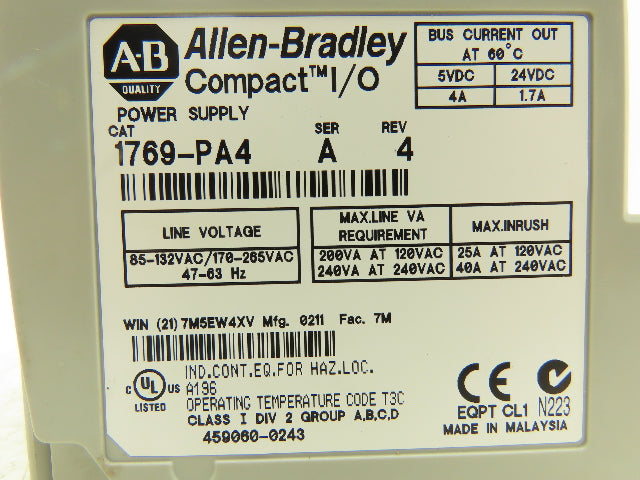 A-B
QUALITY
Allen-Bradley
Compact™ I/O
POWER SUPPLY
BUS CURRENT OUT
AT 60°C
5VDC 24VDC
4A 1.7A
CAT SER REV
1769-PA4 A 4
LINE VOLTAGE
85-132VAC/170-265VAC
47-63 Hz
MAX.LINE VA
REQUIREMENT
200VA AT 120VAC
240VA AT 240VAC
MAX.INRUSH
25A AT 120VAC
40A AT 240VAC
WIN (21) 7M5EW4XV Mfg. 0211 Fac. 7M
IND.CONT.EQ.FOR HAZ.LOC.
C UL US A196
LISTED
OPERATING TEMPERATURE CODE T3C
CLASS I DIV 2 GROUP A,B,C,D
459060-0243
CE
EQPT CL1 N223
MADE IN MALAYSIA